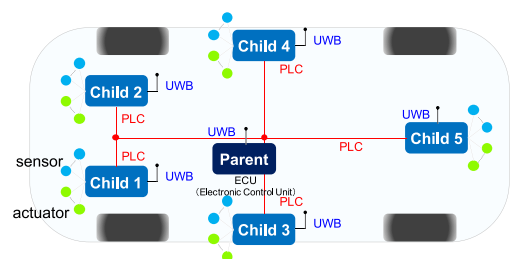 Child 4
UWB
PLC
Child 2
UWB
PLC
UWB
Child 5
UWB
PLC
PLC
Parent
sensor
Child 1
UWB
ECU
(Electronic Control Unit)
PLC
actuator
Child 3
UWB